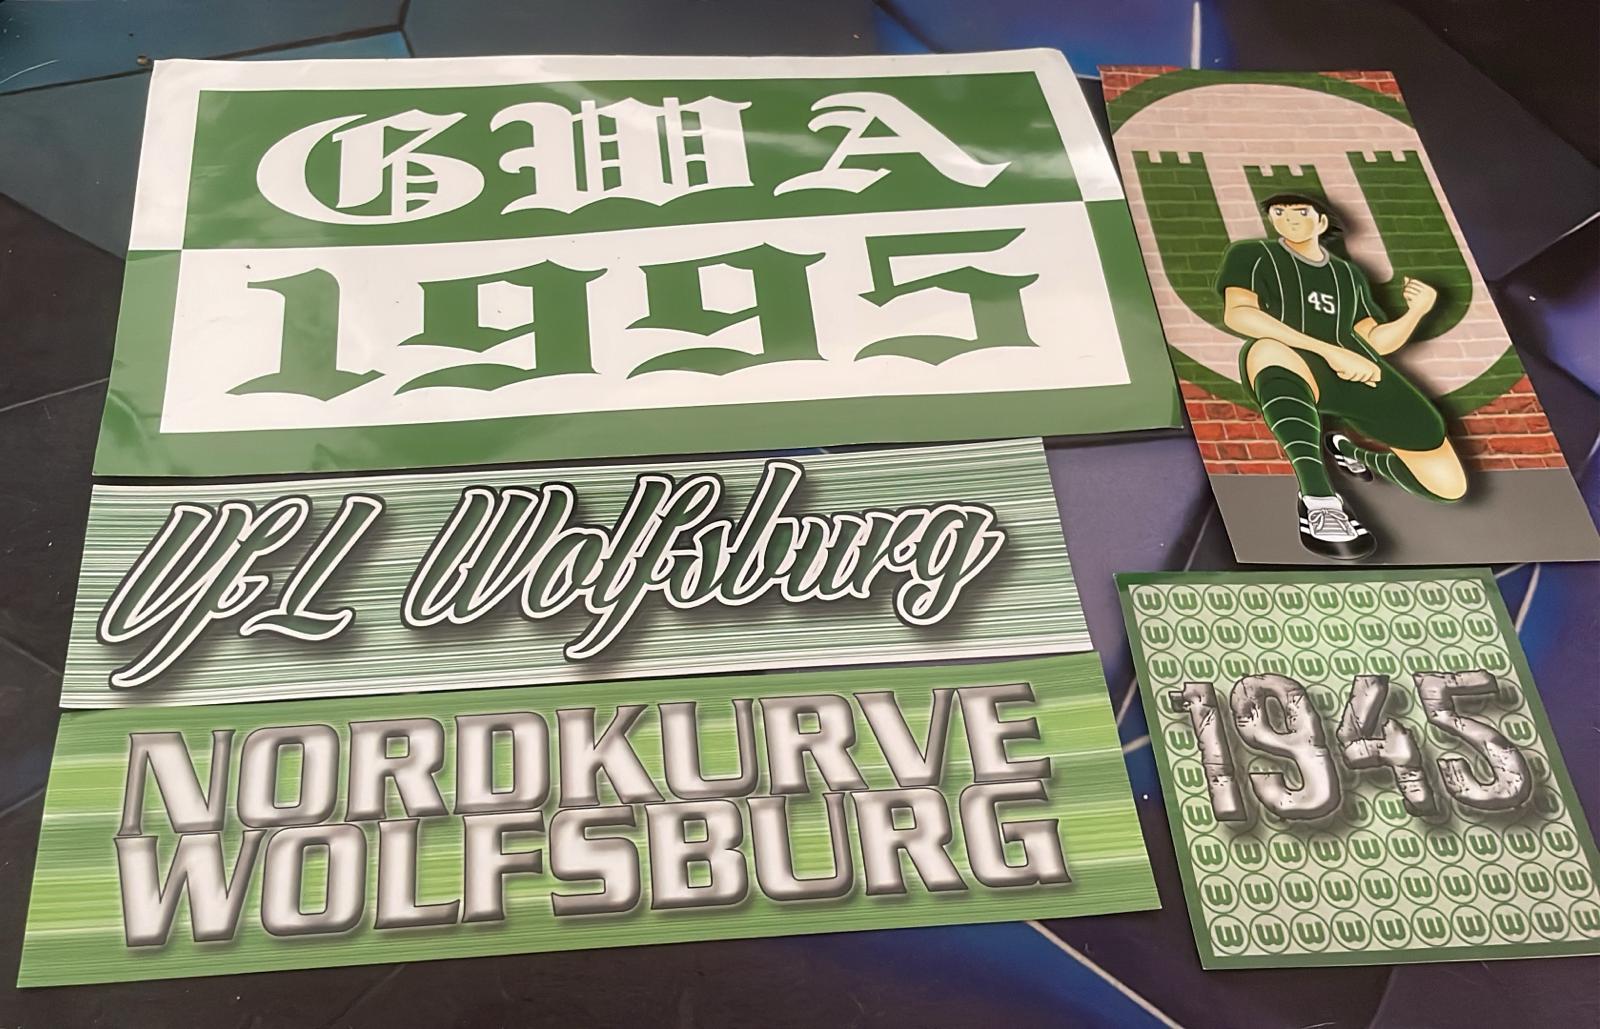 GWA
1995
VfL Wolfsburg
NORDKURVE
WOLFSBURG
45
1945